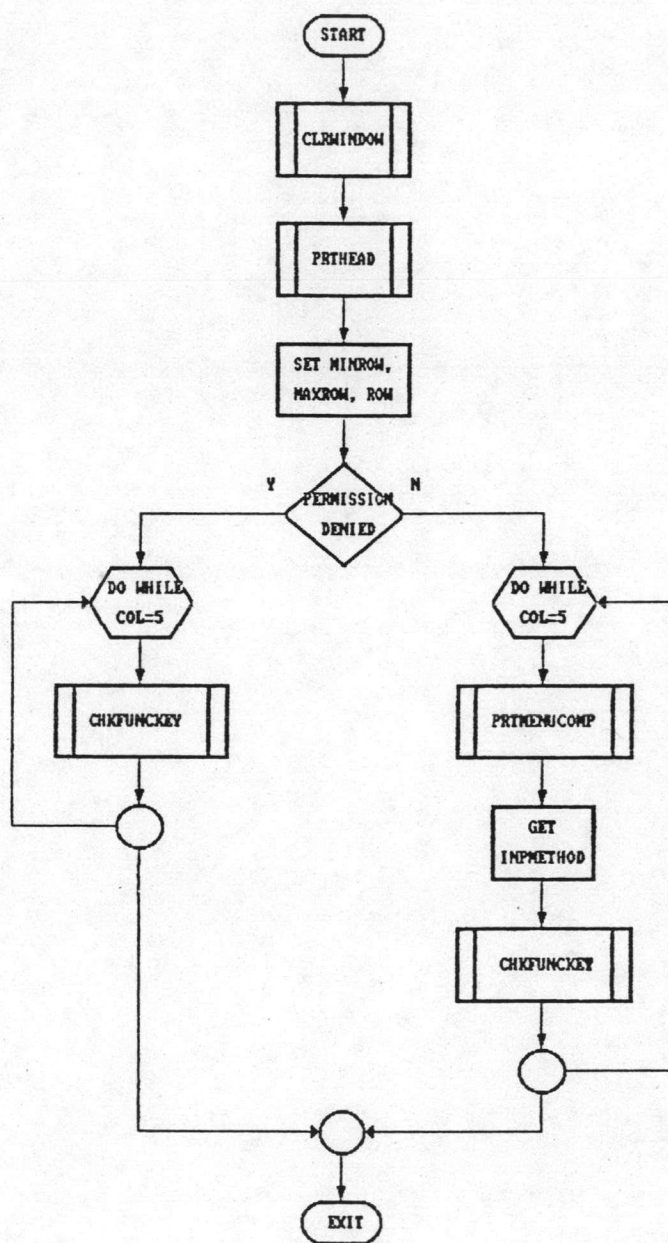 START
CLRWINDOW
PRTHEAD
SET MINROW,
MAXROW, ROW
Y
N
PERMISSION
DENIED
DO WHILE
COL=5
CHKFUNCKEY
DO WHILE
COL=5
PRTMENUCOMP
GET
INPMETHOD
CHKFUNCKEY
EXIT